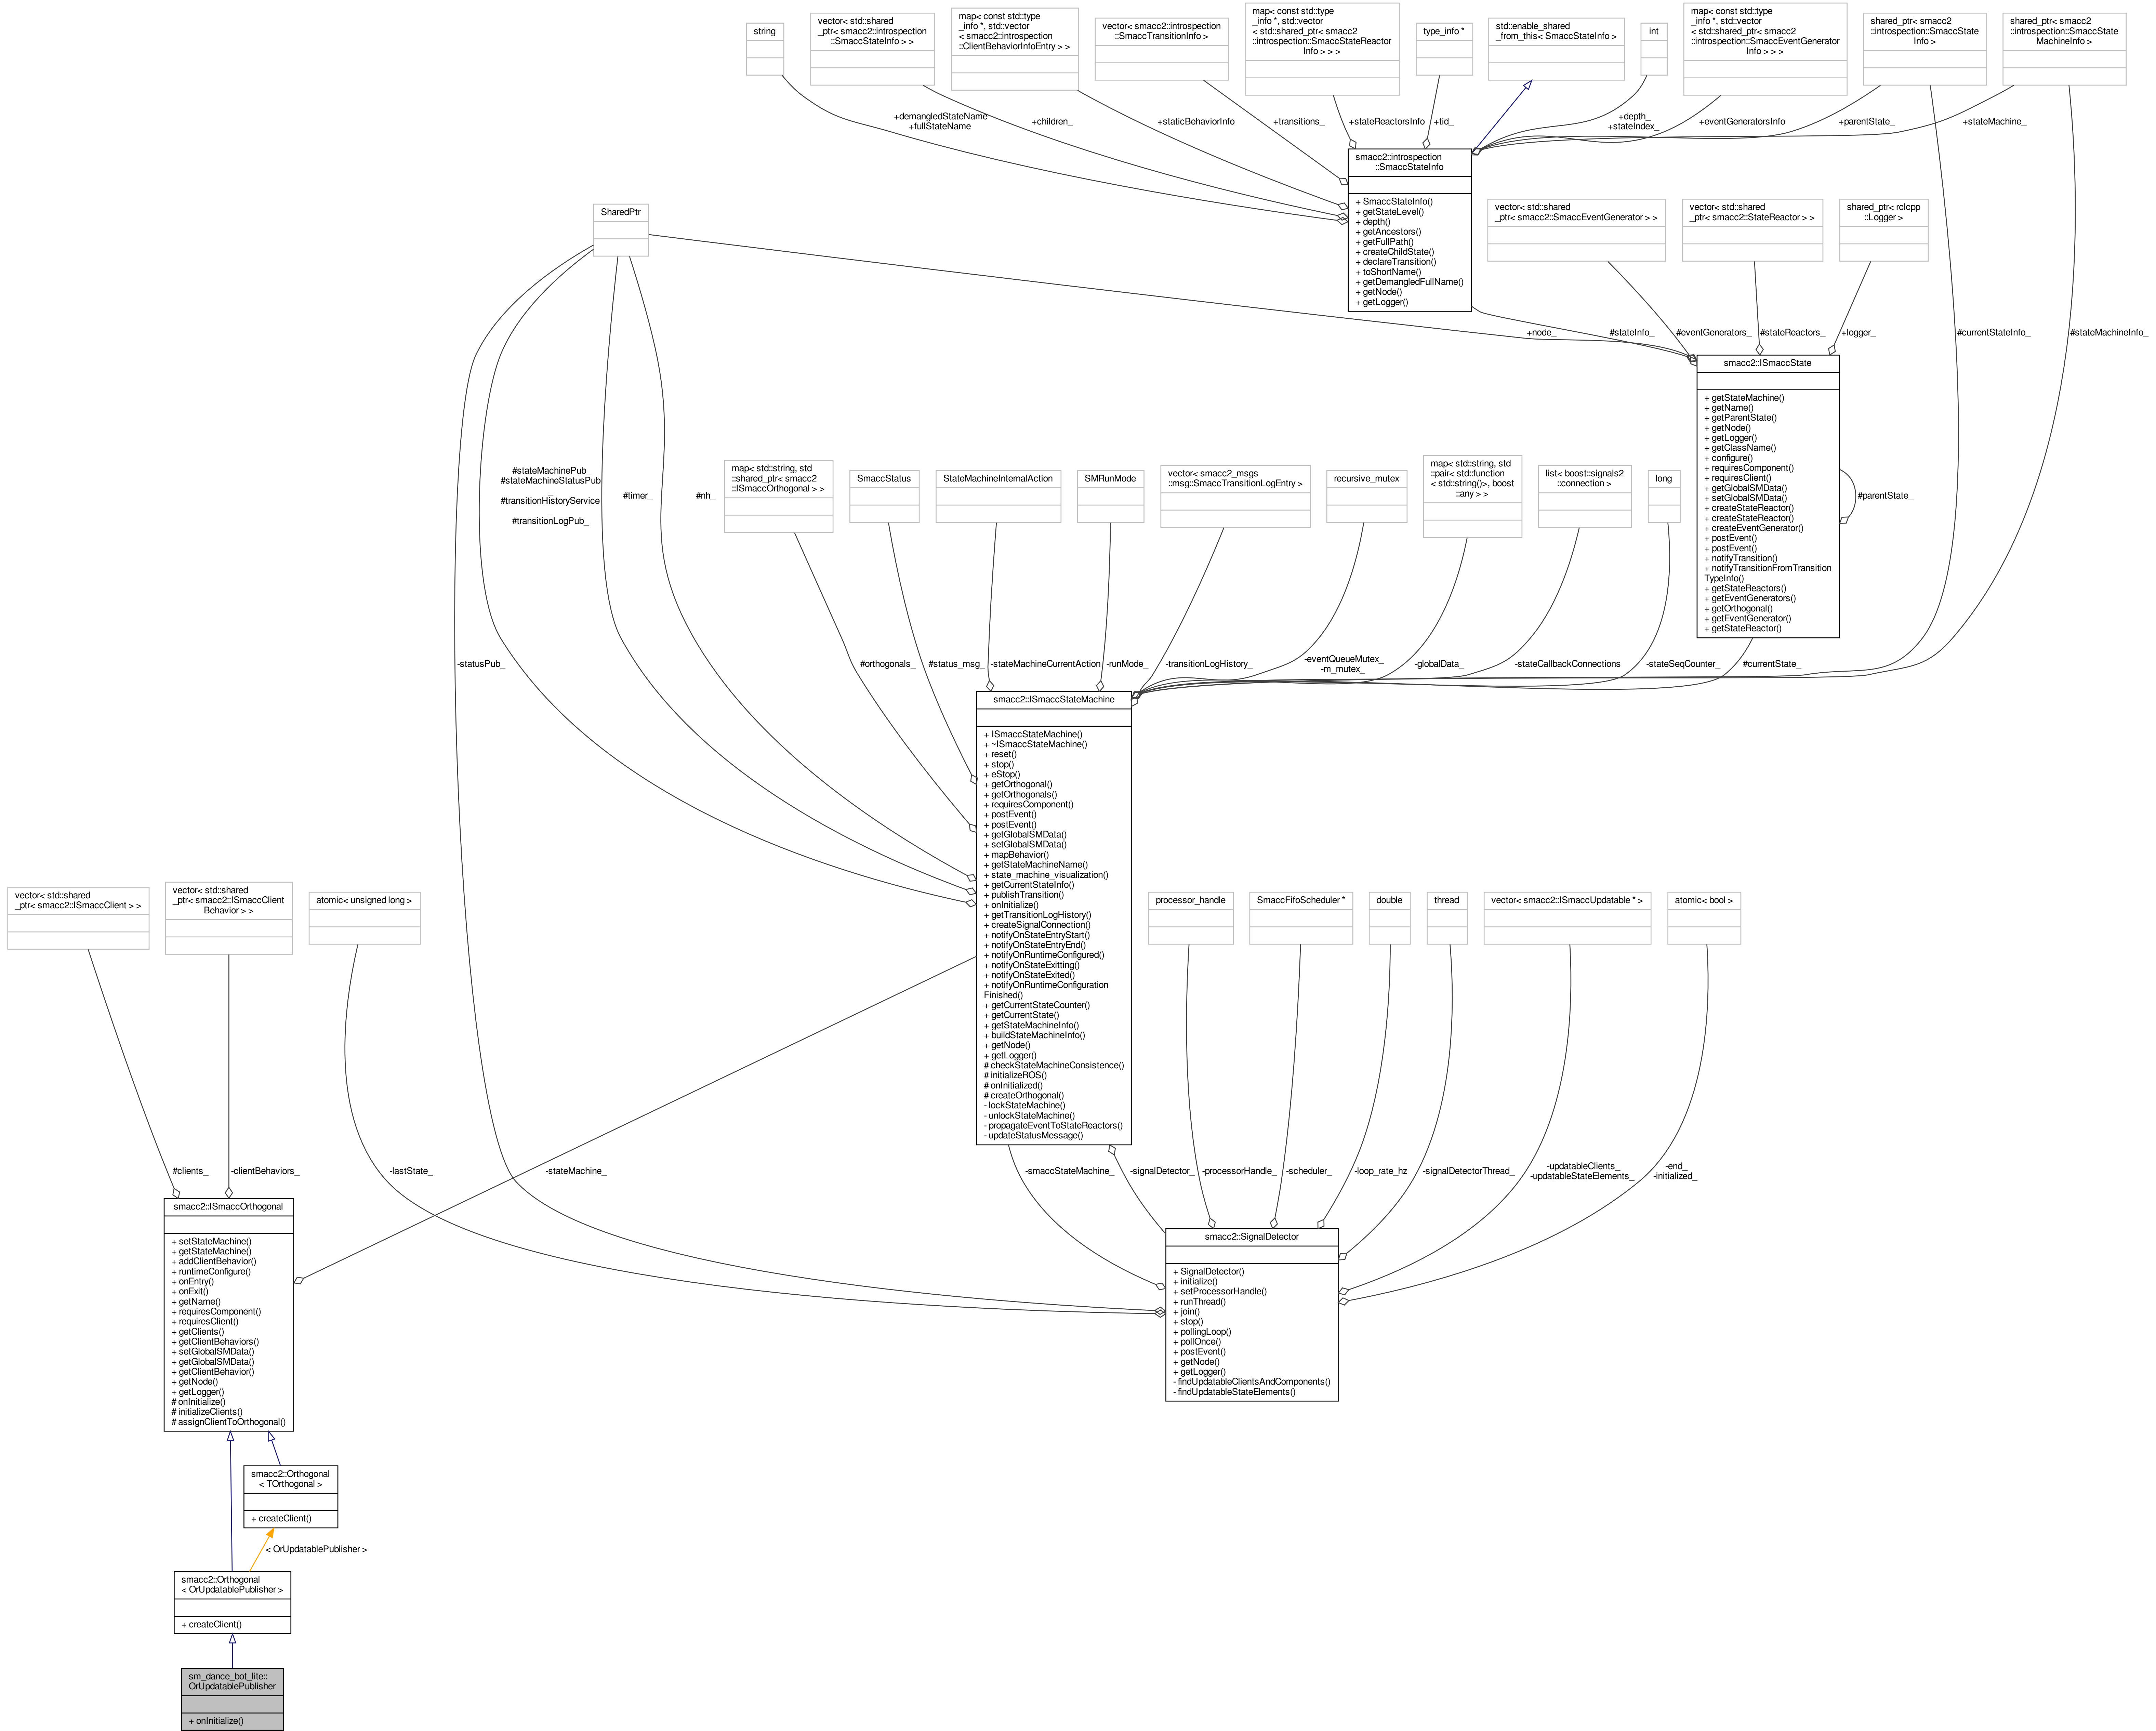 string
vector< std::shared
_ptr< smacc2::introspection
::SmaccStateInfo > >
map< const std::type
_info *, std::vector
< smacc2::introspection
::ClientBehaviorInfoEntry > >
vector< smacc2::introspection
::SmaccTransitionInfo >
map< const std::type
_info *, std::vector
< std::shared_ptr< smacc2
::introspection::SmaccStateReactor
Info > > >
type_info *
std::enable_shared
_from_this< SmaccStateInfo >
int
map< const std::type
_info *, std::vector
< std::shared_ptr< smacc2
::introspection::SmaccEventGenerator
Info > > >
shared_ptr< smacc2
::introspection::SmaccState
Info >
shared_ptr< smacc2
::introspection::SmaccState
MachineInfo >
+demangledStateName
+fullStateName
+children_
+staticBehaviorInfo
+transitions_
+stateReactorsInfo
+tid_
+depth_
+stateIndex_
+eventGeneratorsInfo
+parentState_
+stateMachine_
smacc2::introspection
::SmaccStateInfo
+ SmaccStateInfo()
+ getStateLevel()
+ depth()
+ getAncestors()
+ getFullPath()
+ createChildState()
+ declareTransition()
+ toShortName()
+ getDemangledFullName()
+ getNode()
+ getLogger()
SharedPtr
vector< std::shared
_ptr< smacc2::SmaccEventGenerator > >
vector< std::shared
_ptr< smacc2::StateReactor > >
shared_ptr< rclcpp
::Logger >
+node_
#stateInfo_
#eventGenerators_
#stateReactors_
+logger_
#currentStateInfo_
#stateMachineInfo_
smacc2::ISmaccState
+ getStateMachine()
+ getName()
+ getParentState()
+ getNode()
+ getLogger()
+ getClassName()
+ configure()
+ requiresComponent()
+ requiresClient()
+ getGlobalSMData()
+ setGlobalSMData()
+ createStateReactor()
+ createStateReactor()
+ createEventGenerator()
+ postEvent()
+ postEvent()
+ notifyTransition()
+ notifyTransitionFromTransition
TypeInfo()
+ getStateReactors()
+ getEventGenerators()
+ getOrthogonal()
+ getEventGenerator()
+ getStateReactor()
#parentState_
#stateMachinePub_
#stateMachineStatusPub
_
#transitionHistoryService
_
#transitionLogPub_
#timer_
#nh_
map< std::string, std
::shared_ptr< smacc2
::ISmaccOrthogonal > >
SmaccStatus
StateMachineInternalAction
SMRunMode
vector< smacc2_msgs
::msg::SmaccTransitionLogEntry >
recursive_mutex
map< std::string, std
::pair< std::function
< std::string()>, boost
::any > >
list< boost::signals2
::connection >
long
-statusPub_
#orthogonals_
#status_msg_
-stateMachineCurrentAction
-runMode_
-transitionLogHistory_
-eventQueueMutex_
-m_mutex_
-globalData_
-stateCallbackConnections
-stateSeqCounter_
#currentState_
smacc2::ISmaccStateMachine
+ ISmaccStateMachine()
+ ~ISmaccStateMachine()
+ reset()
+ stop()
+ eStop()
+ getOrthogonal()
+ getOrthogonals()
+ requiresComponent()
+ postEvent()
+ postEvent()
+ getGlobalSMData()
+ setGlobalSMData()
+ mapBehavior()
+ getStateMachineName()
+ state_machine_visualization()
+ getCurrentStateInfo()
+ publishTransition()
+ onInitialize()
+ getTransitionLogHistory()
+ createSignalConnection()
+ notifyOnStateEntryStart()
+ notifyOnStateEntryEnd()
+ notifyOnRuntimeConfigured()
+ notifyOnStateExitting()
+ notifyOnStateExited()
+ notifyOnRuntimeConfiguration
Finished()
+ getCurrentStateCounter()
+ getCurrentState()
+ getStateMachineInfo()
+ buildStateMachineInfo()
+ getNode()
+ getLogger()
# checkStateMachineConsistence()
# initializeROS()
# onInitialized()
# createOrthogonal()
- lockStateMachine()
- unlockStateMachine()
- propagateEventToStateReactors()
- updateStatusMessage()
vector< std::shared
_ptr< smacc2::ISmaccClient > >
vector< std::shared
_ptr< smacc2::ISmaccClient
Behavior > >
atomic< unsigned long >
processor_handle
SmaccFifoScheduler *
double
thread
vector< smacc2::ISmaccUpdatable * >
atomic< bool >
#clients_
-clientBehaviors_
-lastState_
-stateMachine_
-smaccStateMachine_
-signalDetector_
-processorHandle_
-scheduler_
-loop_rate_hz
-signalDetectorThread_
-updatableClients_
-updatableStateElements_
-end_
-initialized_
smacc2::ISmaccOrthogonal
+ setStateMachine()
+ getStateMachine()
+ addClientBehavior()
+ runtimeConfigure()
+ onEntry()
+ onExit()
+ getName()
+ requiresComponent()
+ requiresClient()
+ getClients()
+ getClientBehaviors()
+ setGlobalSMData()
+ getGlobalSMData()
+ getClientBehavior()
+ getNode()
+ getLogger()
# onInitialize()
# initializeClients()
# assignClientToOrthogonal()
smacc2::SignalDetector
+ SignalDetector()
+ initialize()
+ setProcessorHandle()
+ runThread()
+ join()
+ stop()
+ pollingLoop()
+ pollOnce()
+ postEvent()
+ getNode()
+ getLogger()
- findUpdatableClientsAndComponents()
- findUpdatableStateElements()
smacc2::Orthogonal
< TOrthogonal >
+ createClient()
< OrUpdatablePublisher >
smacc2::Orthogonal
< OrUpdatablePublisher >
+ createClient()
sm_dance_bot_lite::
OrUpdatablePublisher
+ onInitialize()